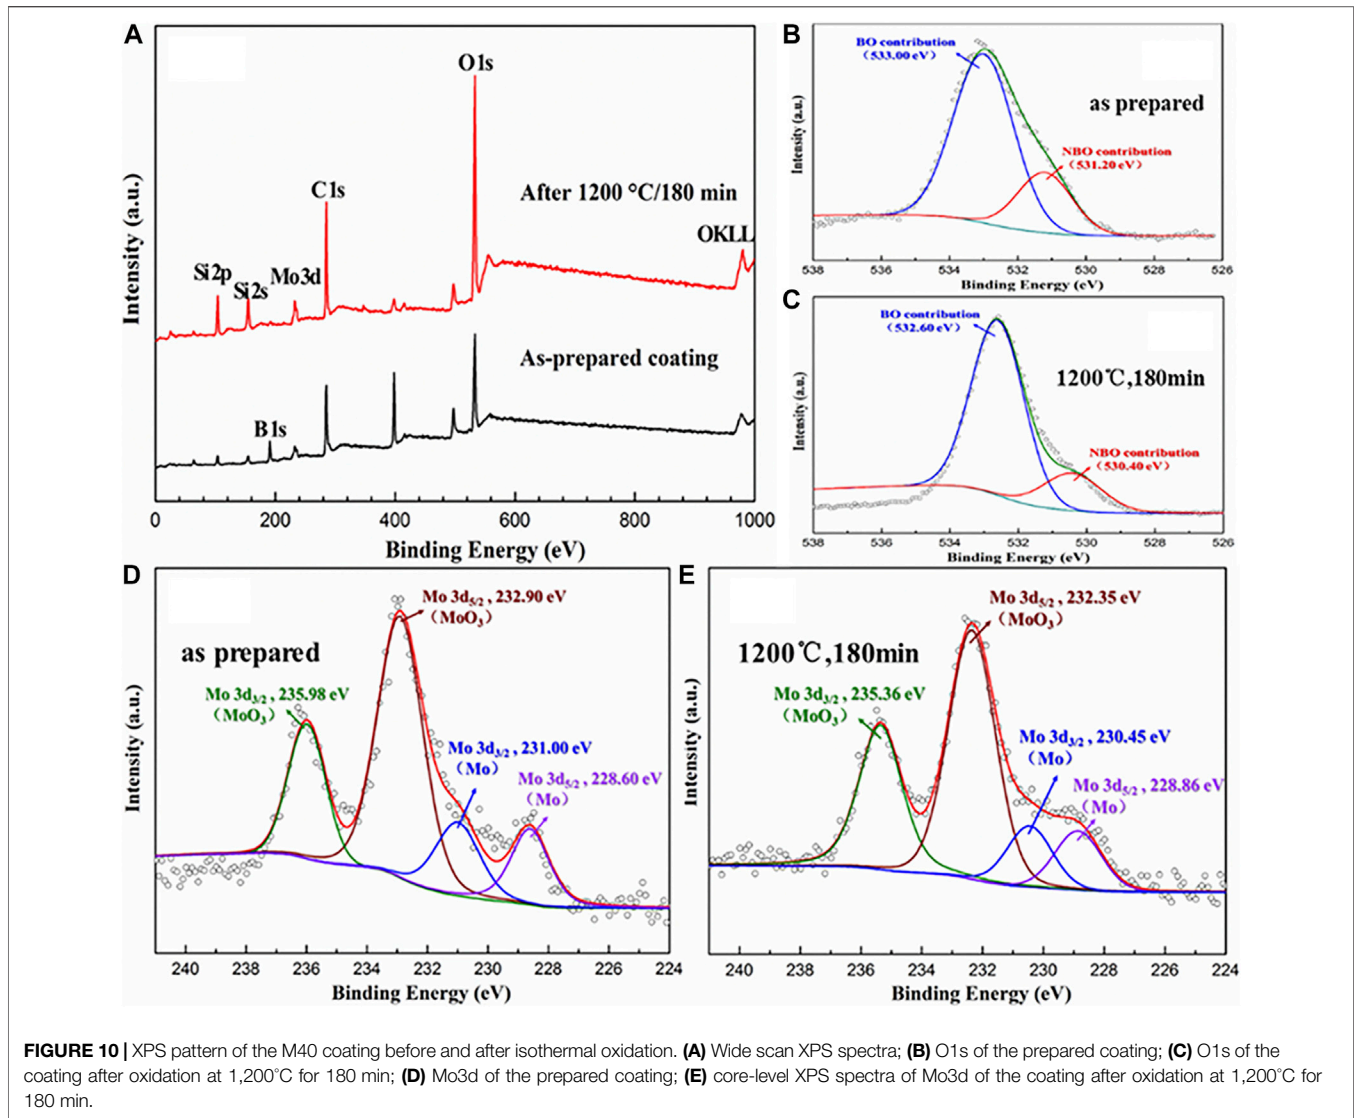 A
Intensity (a.u.)
O1s
C1s
After 1200 °C/180 min
OKLL
Si2p
Si2s
Mo3d
As-prepared coating
B1s
0 200 400 600 800 1000
Binding Energy (eV)
B
Intensity (a.u.)
BO contribution
(533.00 eV)
as prepared
NBO contribution
(531.20 eV)
538 536 534 532 530 528 526
Binding Energy (eV)
C
Intensity (a.u.)
BO contribution
(532.60 eV)
1200℃,180min
NBO contribution
(530.40 eV)
538 536 534 532 530 528 526
Binding Energy (eV)
D
Intensity (a.u.)
Mo 3d5/2 , 232.90 eV
(MoO3)
as prepared
Mo 3d3/2 , 235.98 eV
(MoO3)
Mo 3d3/2 , 231.00 eV
(Mo)
Mo 3d5/2 , 228.60 eV
(Mo)
240 238 236 234 232 230 228 226 224
Binding Energy (eV)
E
Intensity (a.u.)
Mo 3d5/2 , 232.35 eV
(MoO3)
1200℃,180min
Mo 3d3/2 , 235.36 eV
(MoO3)
Mo 3d3/2 , 230.45 eV
(Mo)
Mo 3d5/2 , 228.86 eV
(Mo)
240 238 236 234 232 230 228 226 224
Binding Energy (eV)
FIGURE 10 | XPS pattern of the M40 coating before and after isothermal oxidation. (A) Wide scan XPS spectra; (B) O1s of the prepared coating; (C) O1s of the
coating after oxidation at 1,200°C for 180 min; (D) Mo3d of the prepared coating; (E) core-level XPS spectra of Mo3d of the coating after oxidation at 1,200°C for
180 min.